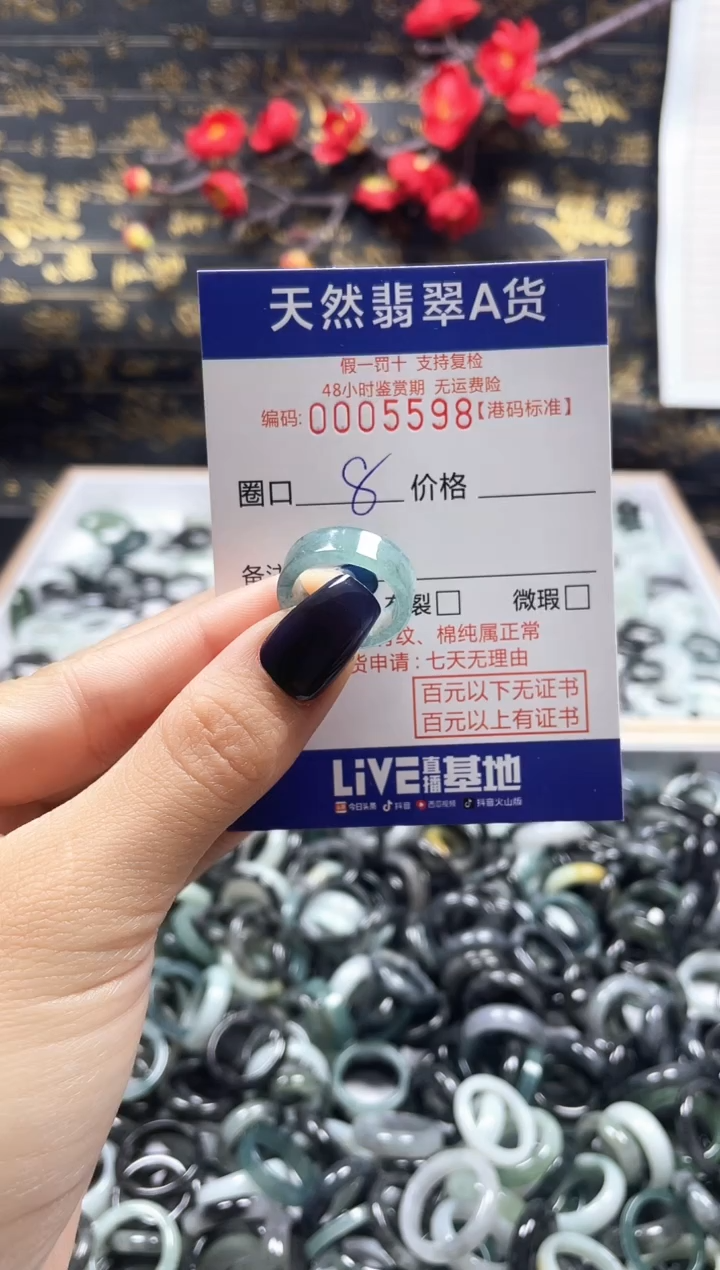 天然翡翠A货
假一罚十 支持复检
48小时鉴赏期 无运费险
编码: 0005598【港码标准】
圈口 8 价格
备注
裂□ 微瑕□
纹、棉纯属正常
货申请:七天无理由
百元以下无证书
百元以上有证书
LiVE直播基地
今日头条 抖音 西瓜视频 抖音火山版